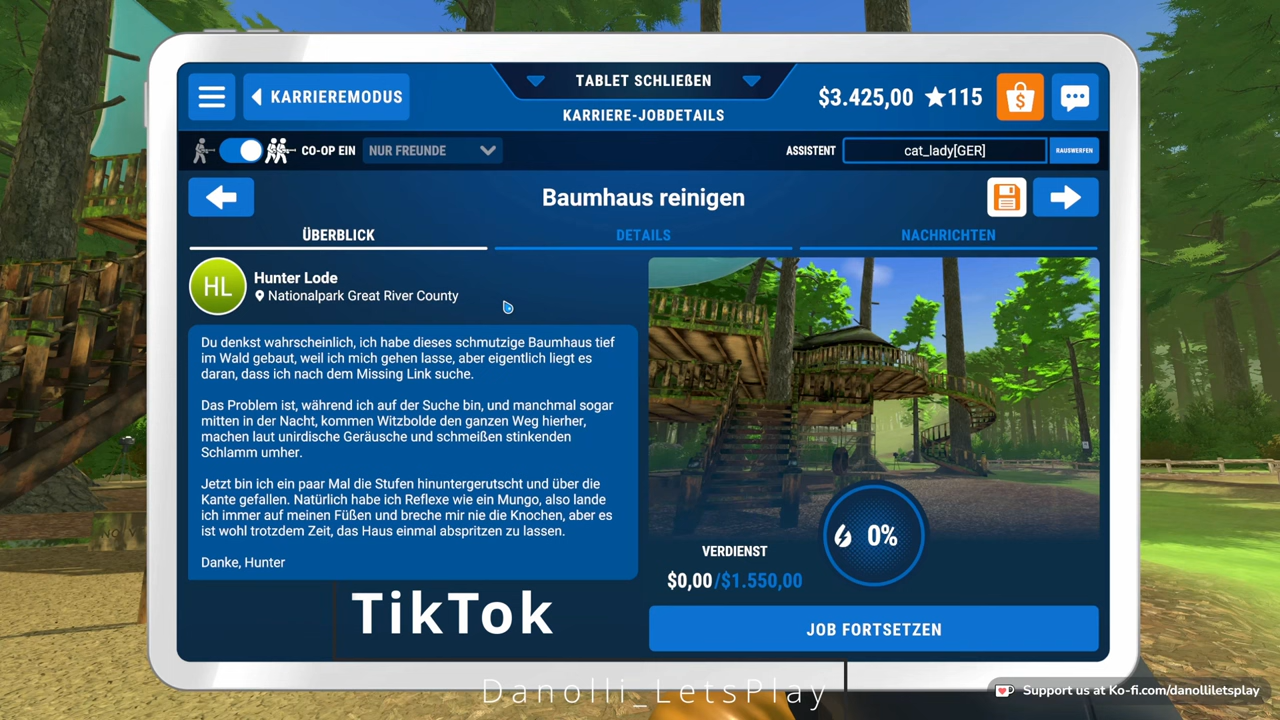 TABLET SCHLIEßEN
KARRIEREMODUS
KARRIERE-JOBDETAILS
$3.425,00 ★115
CO-OP EIN
NUR FREUNDE
ASSISTENT
cat_lady[GER]
RAUSWERFEN
Baumhaus reinigen
ÜBERBLICK
DETAILS
NACHRICHTEN
HL
Hunter Lode
Nationalpark Great River County
Du denkst wahrscheinlich, ich habe dieses schmutzige Baumhaus tief
im Wald gebaut, weil ich mich gehen lasse, aber eigentlich liegt es
daran, dass ich nach dem Missing Link suche.
Das Problem ist, während ich auf der Suche bin, und manchmal sogar
mitten in der Nacht, kommen Witzbolde den ganzen Weg hierher,
machen laut unirdische Geräusche und schmeißen stinkenden
Schlamm umher.
Jetzt bin ich ein paar Mal die Stufen hinuntergerutscht und über die
Kante gefallen. Natürlich habe ich Reflexe wie ein Mungo, also lande
ich immer auf meinen Füßen und breche mir nie die Knochen, aber es
ist wohl trotzdem Zeit, das Haus einmal abspritzen zu lassen.
Danke, Hunter
VERDIENST
$0,00/$1.550,00
0%
JOB FORTSETZEN
TikTok
Danolli_LetsPlay
Support us at Ko-fi.com/danolliletsplay